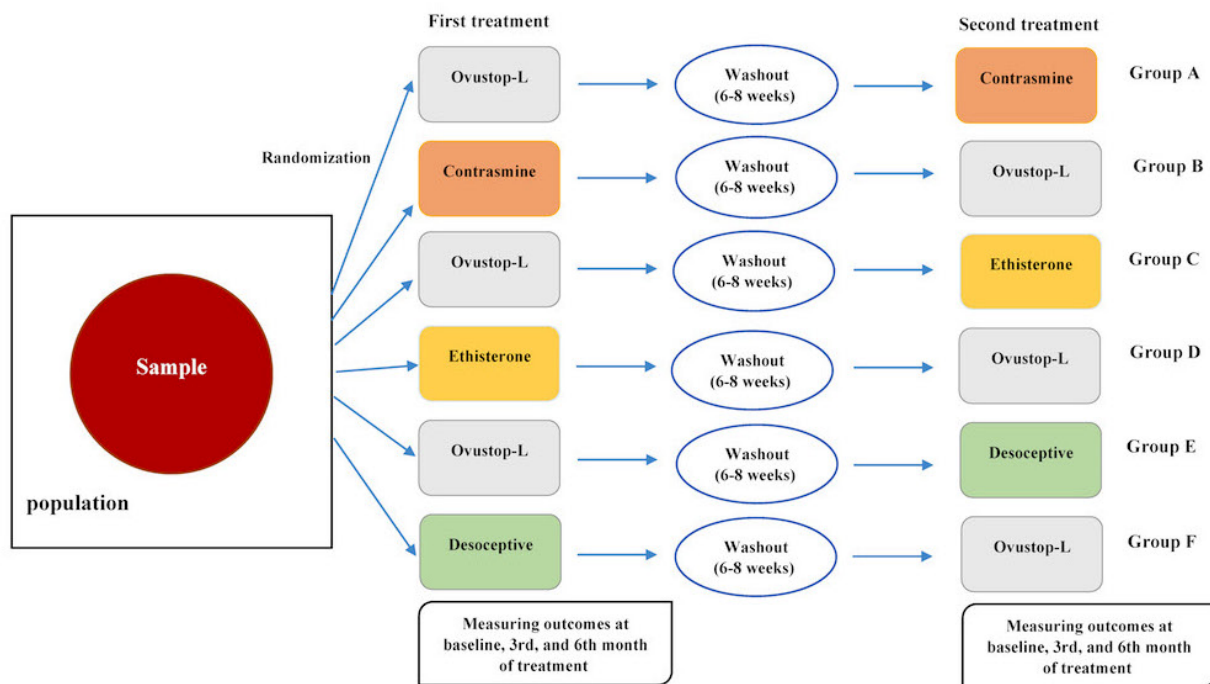 First treatment
Second treatment
Ovustop-L
Washout
(6-8 weeks)
Contrasmine
Group A
Randomization
Contrasmine
Washout
(6-8 weeks)
Ovustop-L
Group B
Ovustop-L
Washout
(6-8 weeks)
Ethisterone
Group C
Sample
population
Ethisterone
Washout
(6-8 weeks)
Ovustop-L
Group D
Ovustop-L
Washout
(6-8 weeks)
Desoceptive
Group E
Desoceptive
Washout
(6-8 weeks)
Ovustop-L
Group F
Measuring outcomes at
baseline, 3rd, and 6th month
of treatment
Measuring outcomes at
baseline, 3rd, and 6th month
of treatment